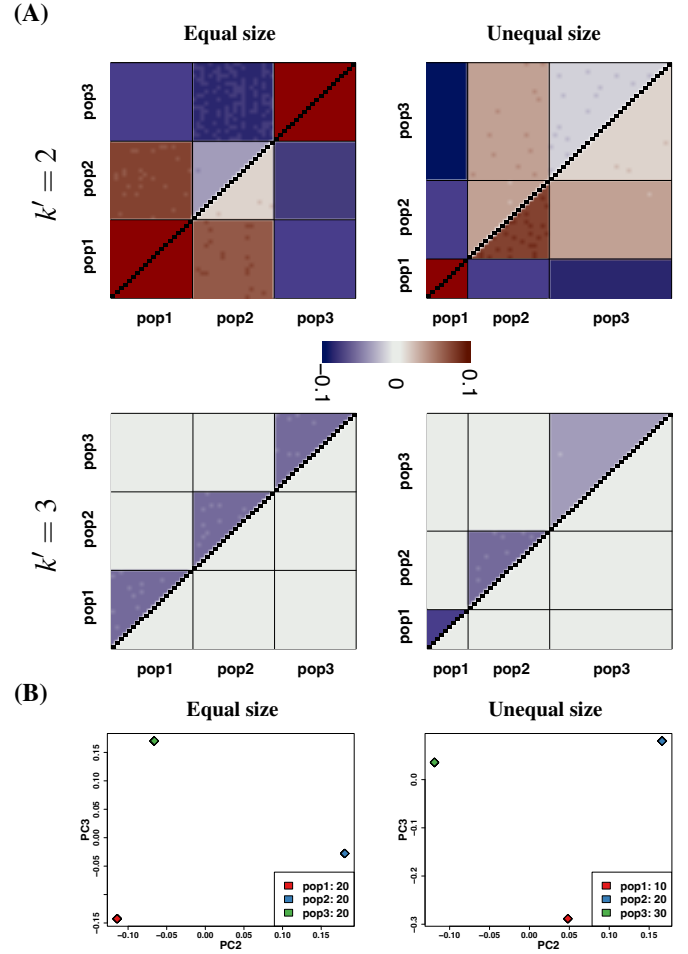 (A)
Equal size
Unequal size
k′ = 2
pop3
pop2
pop1
pop1 pop2 pop3
pop3
pop2
pop1
pop1 pop2 pop3
-0.1 0 0.1
k′ = 3
pop3
pop2
pop1
pop1 pop2 pop3
pop3
pop2
pop1
pop1 pop2 pop3
(B)
Equal size
Unequal size
PC3
0.15
0.10
0.05
0.00
-0.05
-0.15
-0.10 -0.05 0.00 0.05 0.10 0.15
PC2
pop1: 20
pop2: 20
pop3: 20
PC3
0.0
-0.1
-0.2
-0.3
-0.10 -0.05 0.00 0.05 0.10 0.15
PC2
pop1: 10
pop2: 20
pop3: 30